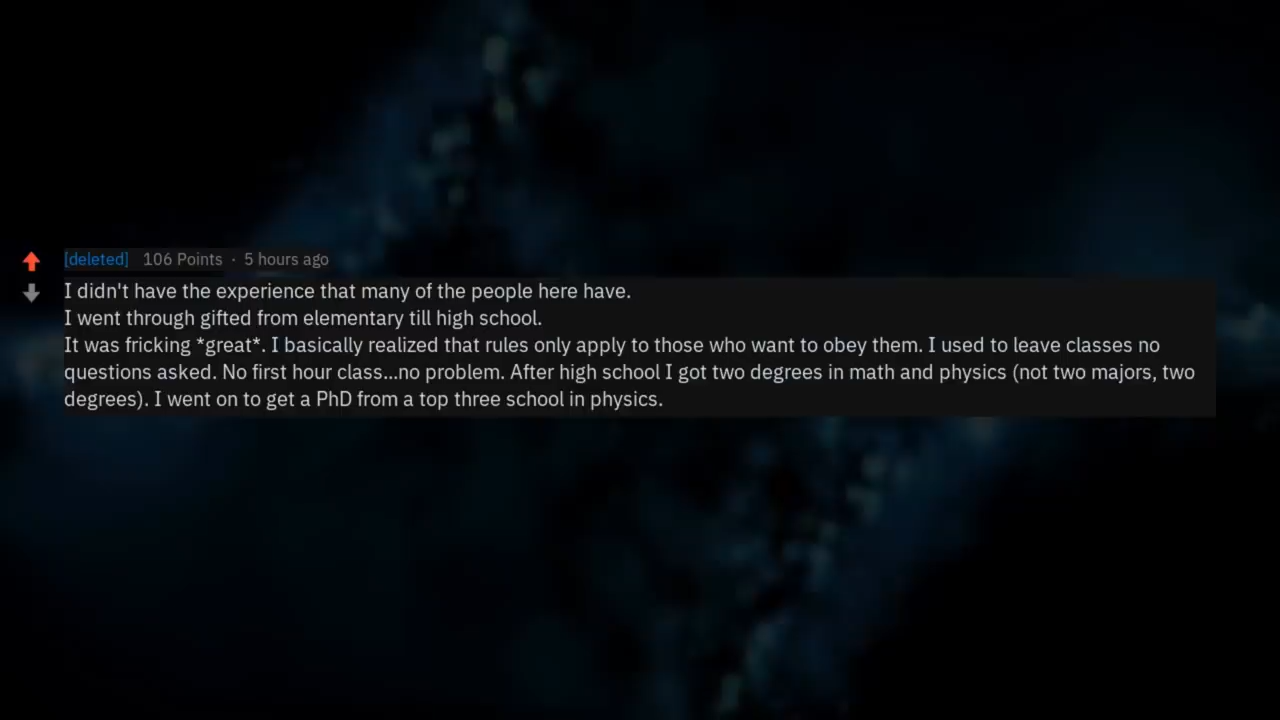 [deleted] 106 Points · 5 hours ago
I didn't have the experience that many of the people here have.
I went through gifted from elementary till high school.
It was fricking *great*. I basically realized that rules only apply to those who want to obey them. I used to leave classes no
questions asked. No first hour class...no problem. After high school I got two degrees in math and physics (not two majors, two
degrees). I went on to get a PhD from a top three school in physics.